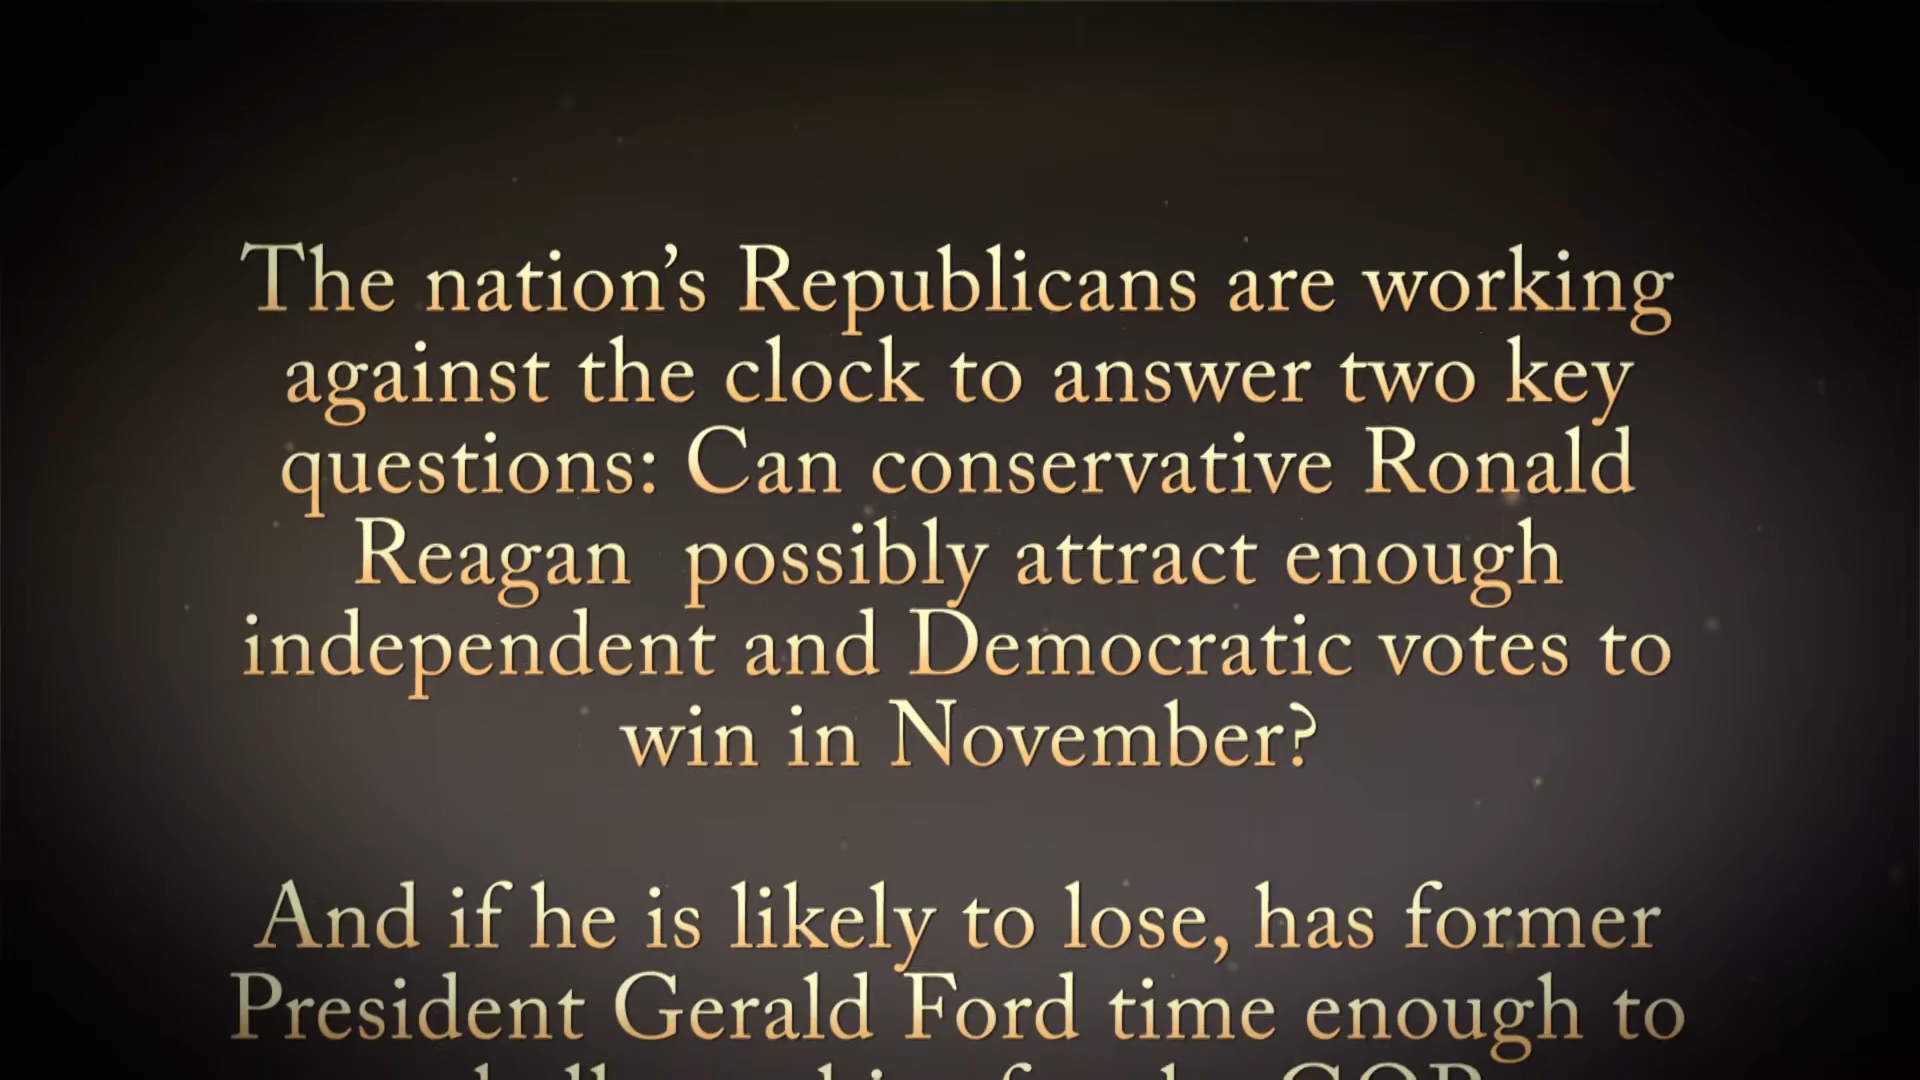 The nation's Republicans are working
against the clock to answer two key
questions: Can conservative Ronald
Reagan  possibly attract enough
independent and Democratic votes to
win in November?
And if he is likely to lose, has former
President Gerald Ford time enough to